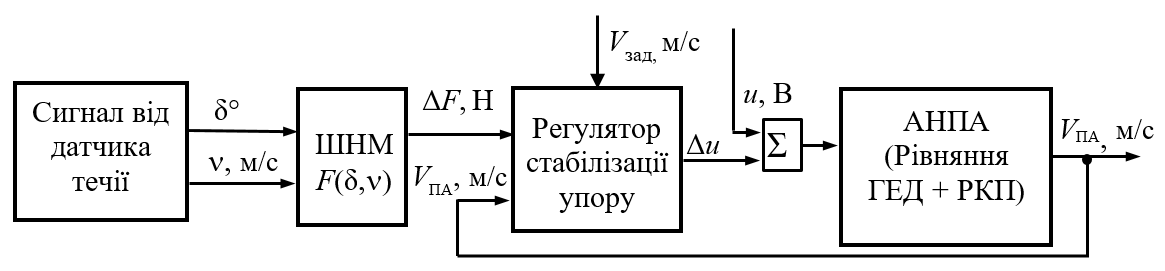 Сигнал від
датчика
течії
δ°
ν, м/с
ШНМ
F(δ,ν)
ΔF, Н
V_ПА, м/с
V_зад, м/с
Регулятор
стабілізації
упору
Δu
u, В
Σ
АНПА
(Рівняння
ГЕД + РКП)
V_ПА, м/с